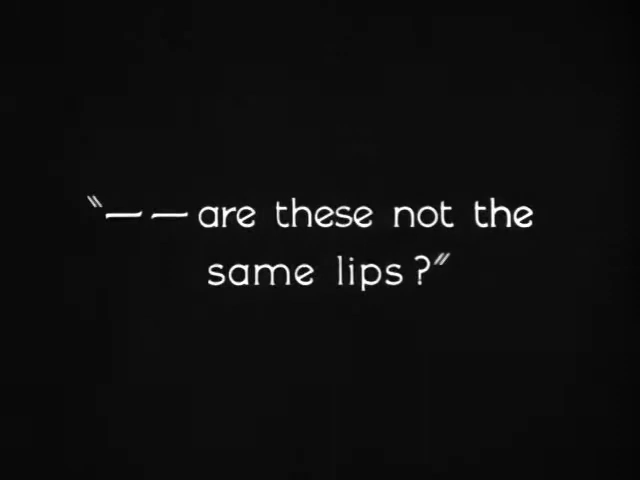 "— — are these not the
same lips?"